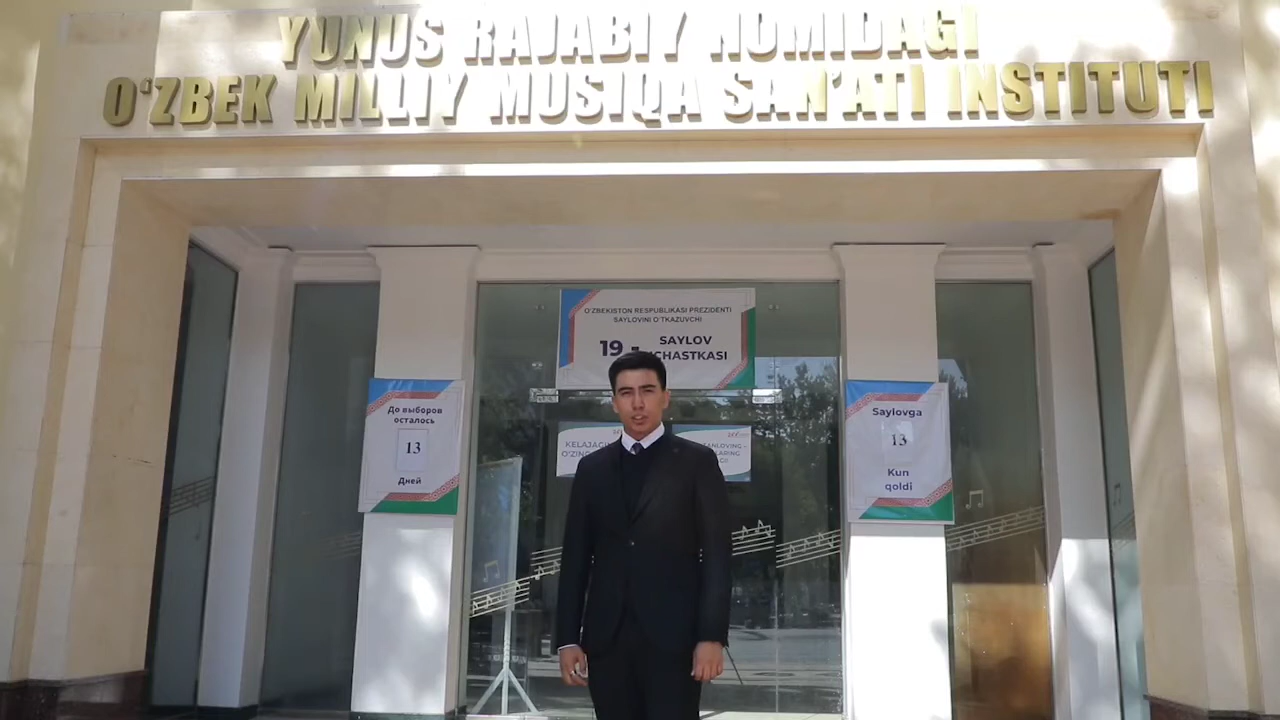 YUNUS RAJABIY NOMIDAGI
O‘ZBEK MILLIY MUSIQA SAN’ATI INSTITUTI
O‘ZBEKISTON RESPUBLIKASI PREZIDENTI
SAYLOVINI O‘TKAZUVCHI
19 - SAYLOV
До выборов
осталось
13
Дней
Saylovga
13
Kun
qoldi